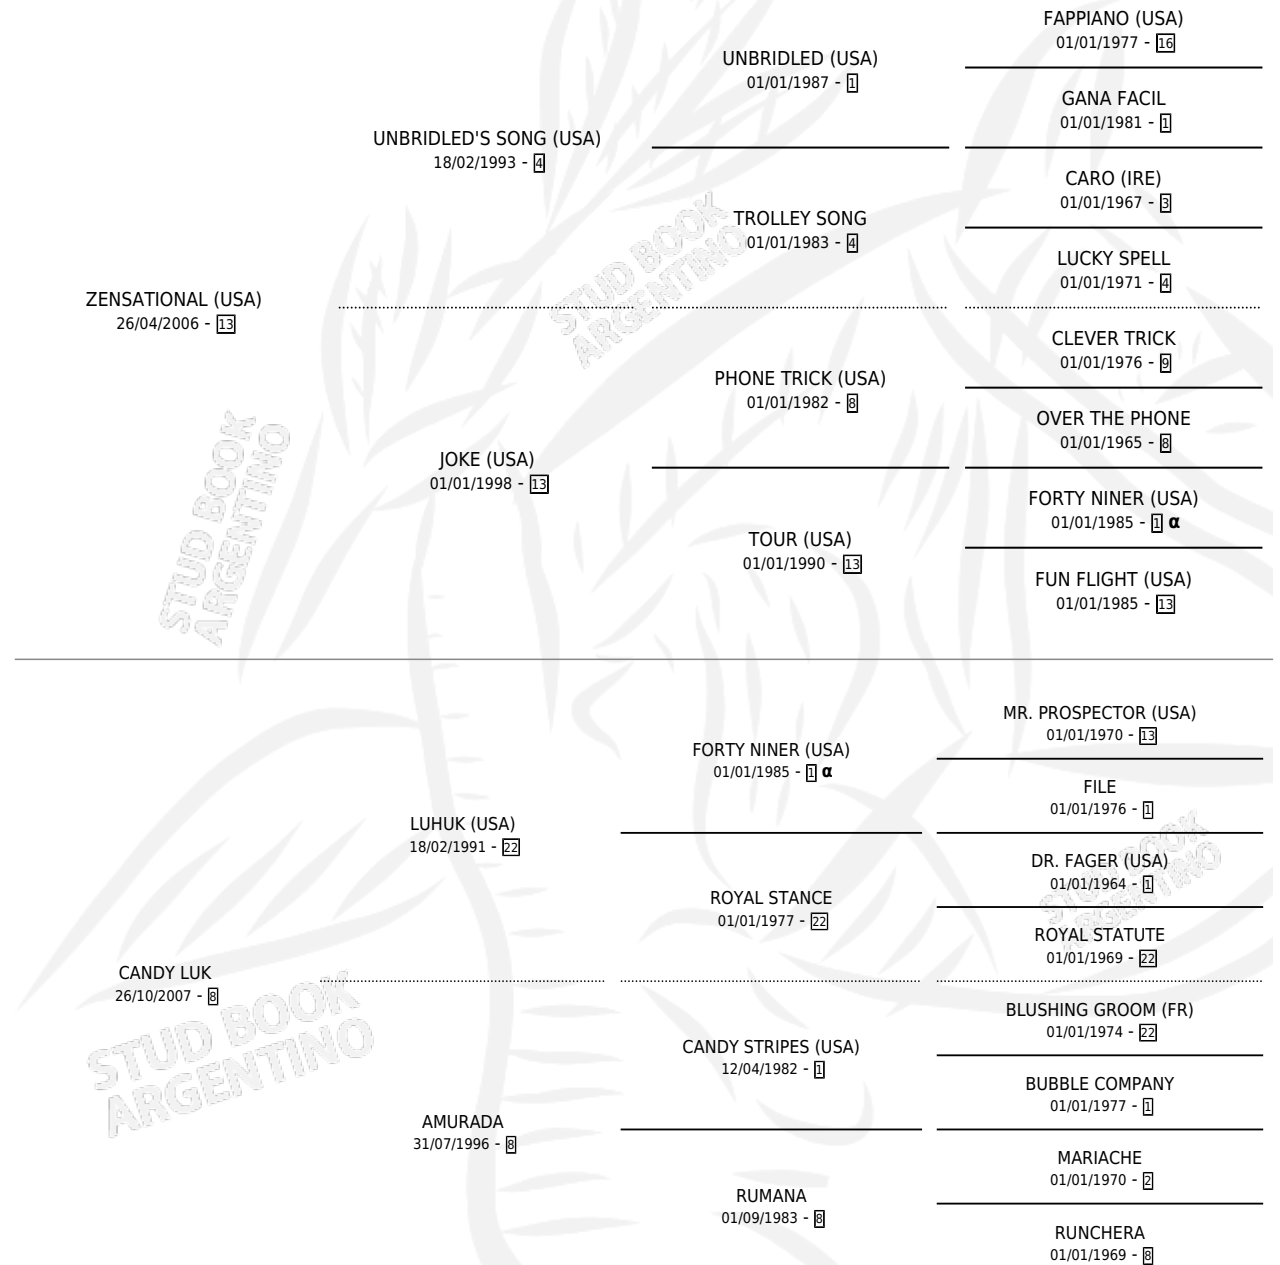 FAPPIANO (USA)
01/01/1977 - 16
UNBRIDLED (USA)
01/01/1987 - 1
GANA FACIL
01/01/1981 - 1
UNBRIDLED'S SONG (USA)
18/02/1993 - 4
CARO (IRE)
01/01/1967 - 3
TROLLEY SONG
01/01/1983 - 4
LUCKY SPELL
01/01/1971 - 4
ZENSATIONAL (USA)
26/04/2006 - 13
CLEVER TRICK
01/01/1976 - 9
PHONE TRICK (USA)
01/01/1982 - 8
OVER THE PHONE
01/01/1965 - 8
JOKE (USA)
01/01/1998 - 13
FORTY NINER (USA)
01/01/1985 - 1 α
TOUR (USA)
01/01/1990 - 13
FUN FLIGHT (USA)
01/01/1985 - 13
MR. PROSPECTOR (USA)
01/01/1970 - 13
FORTY NINER (USA)
01/01/1985 - 1 α
FILE
01/01/1976 - 1
LUHUK (USA)
18/02/1991 - 22
DR. FAGER (USA)
01/01/1964 - 1
ROYAL STANCE
01/01/1977 - 22
ROYAL STATUTE
01/01/1969 - 22
CANDY LUK
26/10/2007 - 8
BLUSHING GROOM (FR)
01/01/1974 - 22
CANDY STRIPES (USA)
12/04/1982 - 1
BUBBLE COMPANY
01/01/1977 - 1
AMURADA
31/07/1996 - 8
MARIACHE
01/01/1970 - 2
RUMANA
01/09/1983 - 8
RUNCHERA
01/01/1969 - 8
STUD BOOK
ARGENTINO
STUD BOOK
ARGENTINO
STUD BOOK
ARGENTINO
STUD BOOK
ARGENTINO